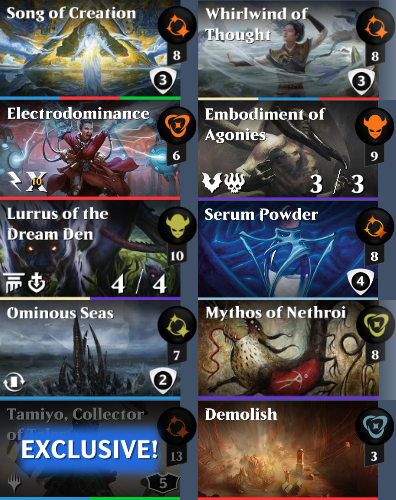 Song of Creation
8
3
Whirlwind of
Thought
8
3
Electrodominance
6
X
10
Embodiment of
Agonies
9
3 / 3
Lurrus of the
Dream Den
10
4 / 4
Serum Powder
8
4
Ominous Seas
7
2
Mythos of Nethroi
8
Tamiyo, Collector
of
13
5
EXCLUSIVE!
Demolish
3